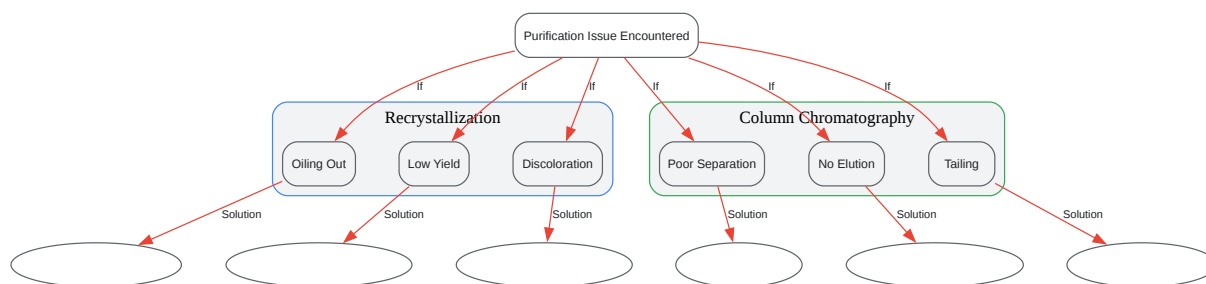 Purification Issue Encountered
If
If
If
If
If
If
Recrystallization
Column Chromatography
Oiling Out
Low Yield
Discoloration
Poor Separation
No Elution
Tailing
Solution
Solution
Solution
Solution
Solution
Solution